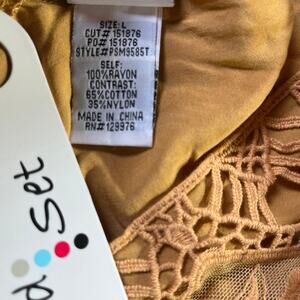 SIZE: L
CUT# 151876
PO# 151876
STYLE# PSM9585T
SELF:
100%RAYON
CONTRAST:
65%COTTON
35%NYLON
MADE IN CHINA
RN# 129976
Set